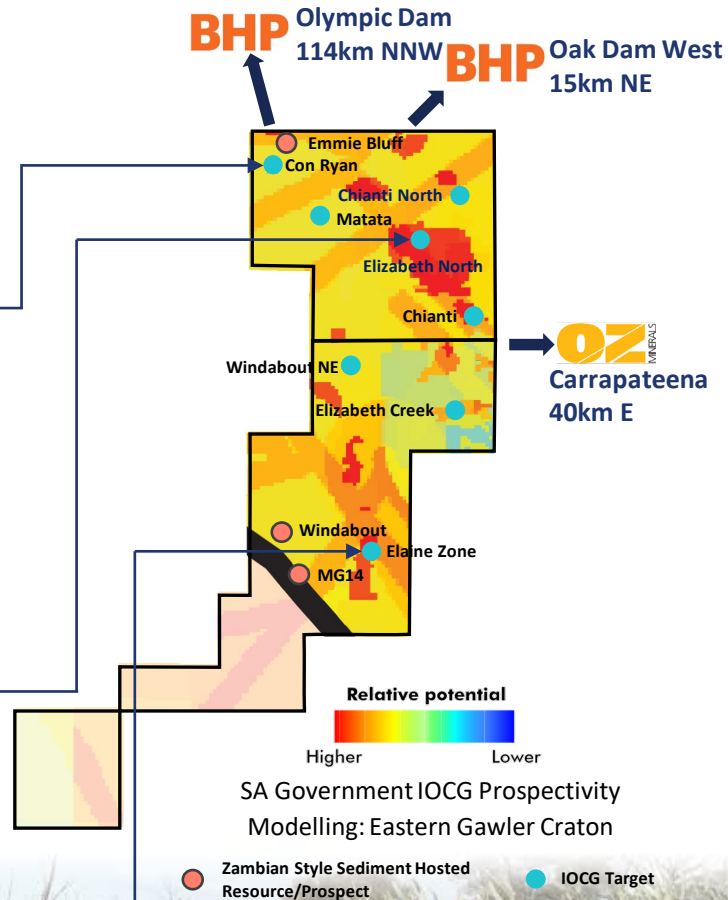 BHP
Olympic Dam
114km NNW
BHP
Oak Dam West
15km NE
Emmie Bluff
Con Ryan
Chianti North
Matata
Elizabeth North
Chianti
OZ MINERALS
Carrapateena
40km E
Windabout NE
Elizabeth Creek
Windabout
Elaine Zone
MG14
Relative potential
Higher
Lower
SA Government IOCG Prospectivity
Modelling: Eastern Gawler Craton
Zambian Style Sediment Hosted
Resource/Prospect
IOCG Target